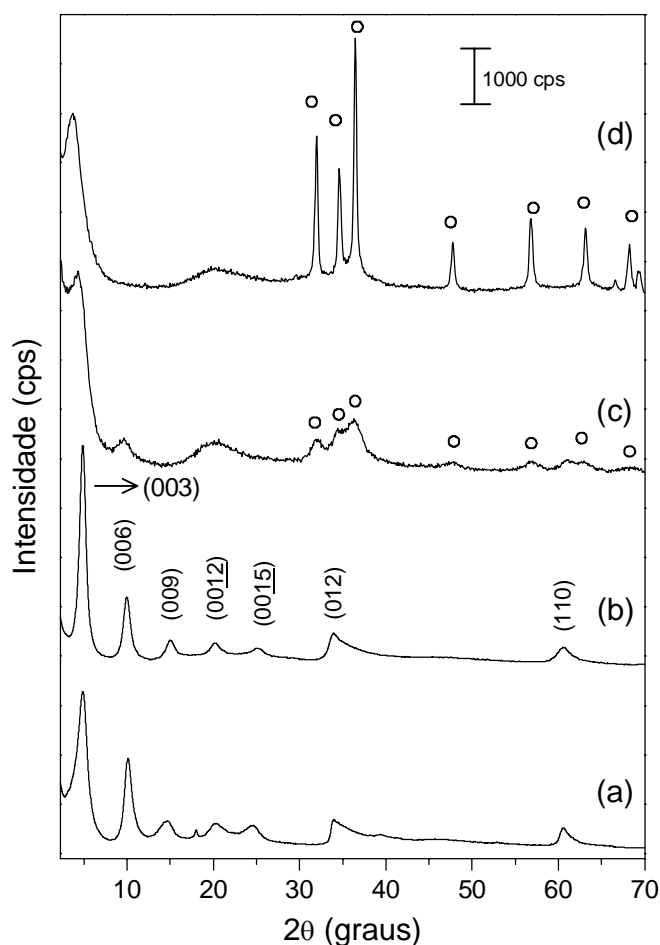 1000 cps
(d)
(c)
(003)
(006)
(009)
(0012)
(0015)
(012)
(110)
(b)
(a)
Intensidade (cps)
10 20 30 40 50 60 70
2θ (graus)